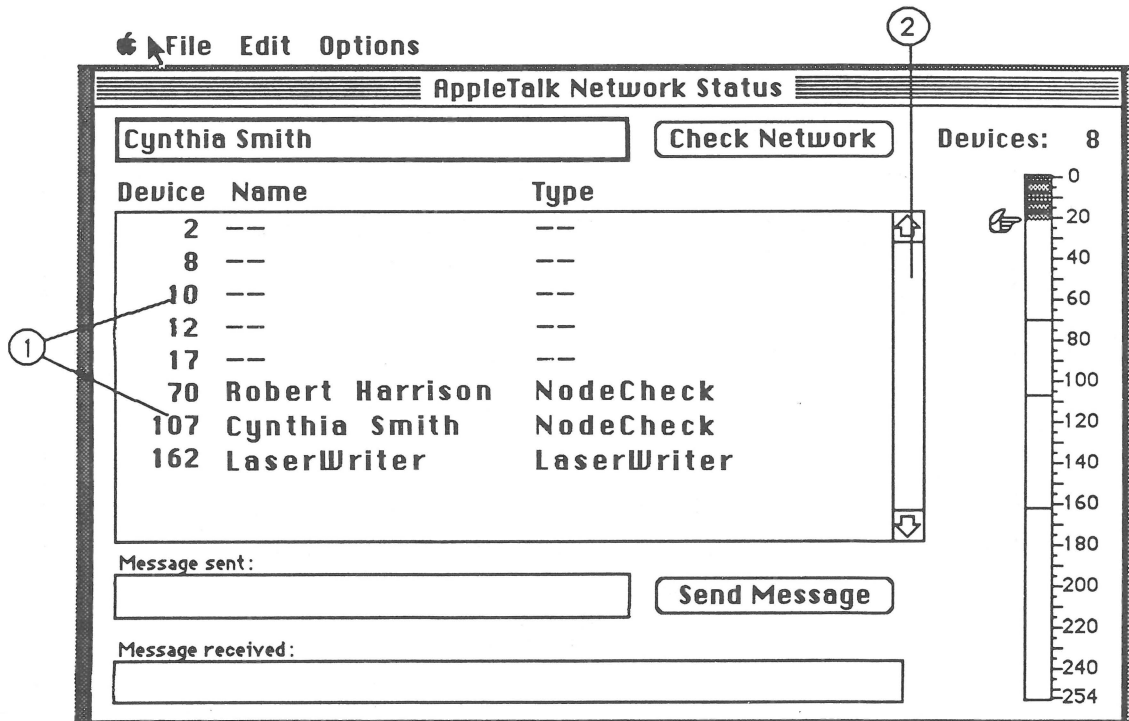 2
File Edit Options
AppleTalk Network Status
Cynthia Smith Check Network Devices: 8
Device Name Type
2 -- --
8 -- --
10 -- --
12 -- --
17 -- --
70 Robert Harrison NodeCheck
107 Cynthia Smith NodeCheck
162 LaserWriter LaserWriter
1
Message sent:
Send Message
Message received:
0
20
40
60
80
100
120
140
160
180
200
220
240
254